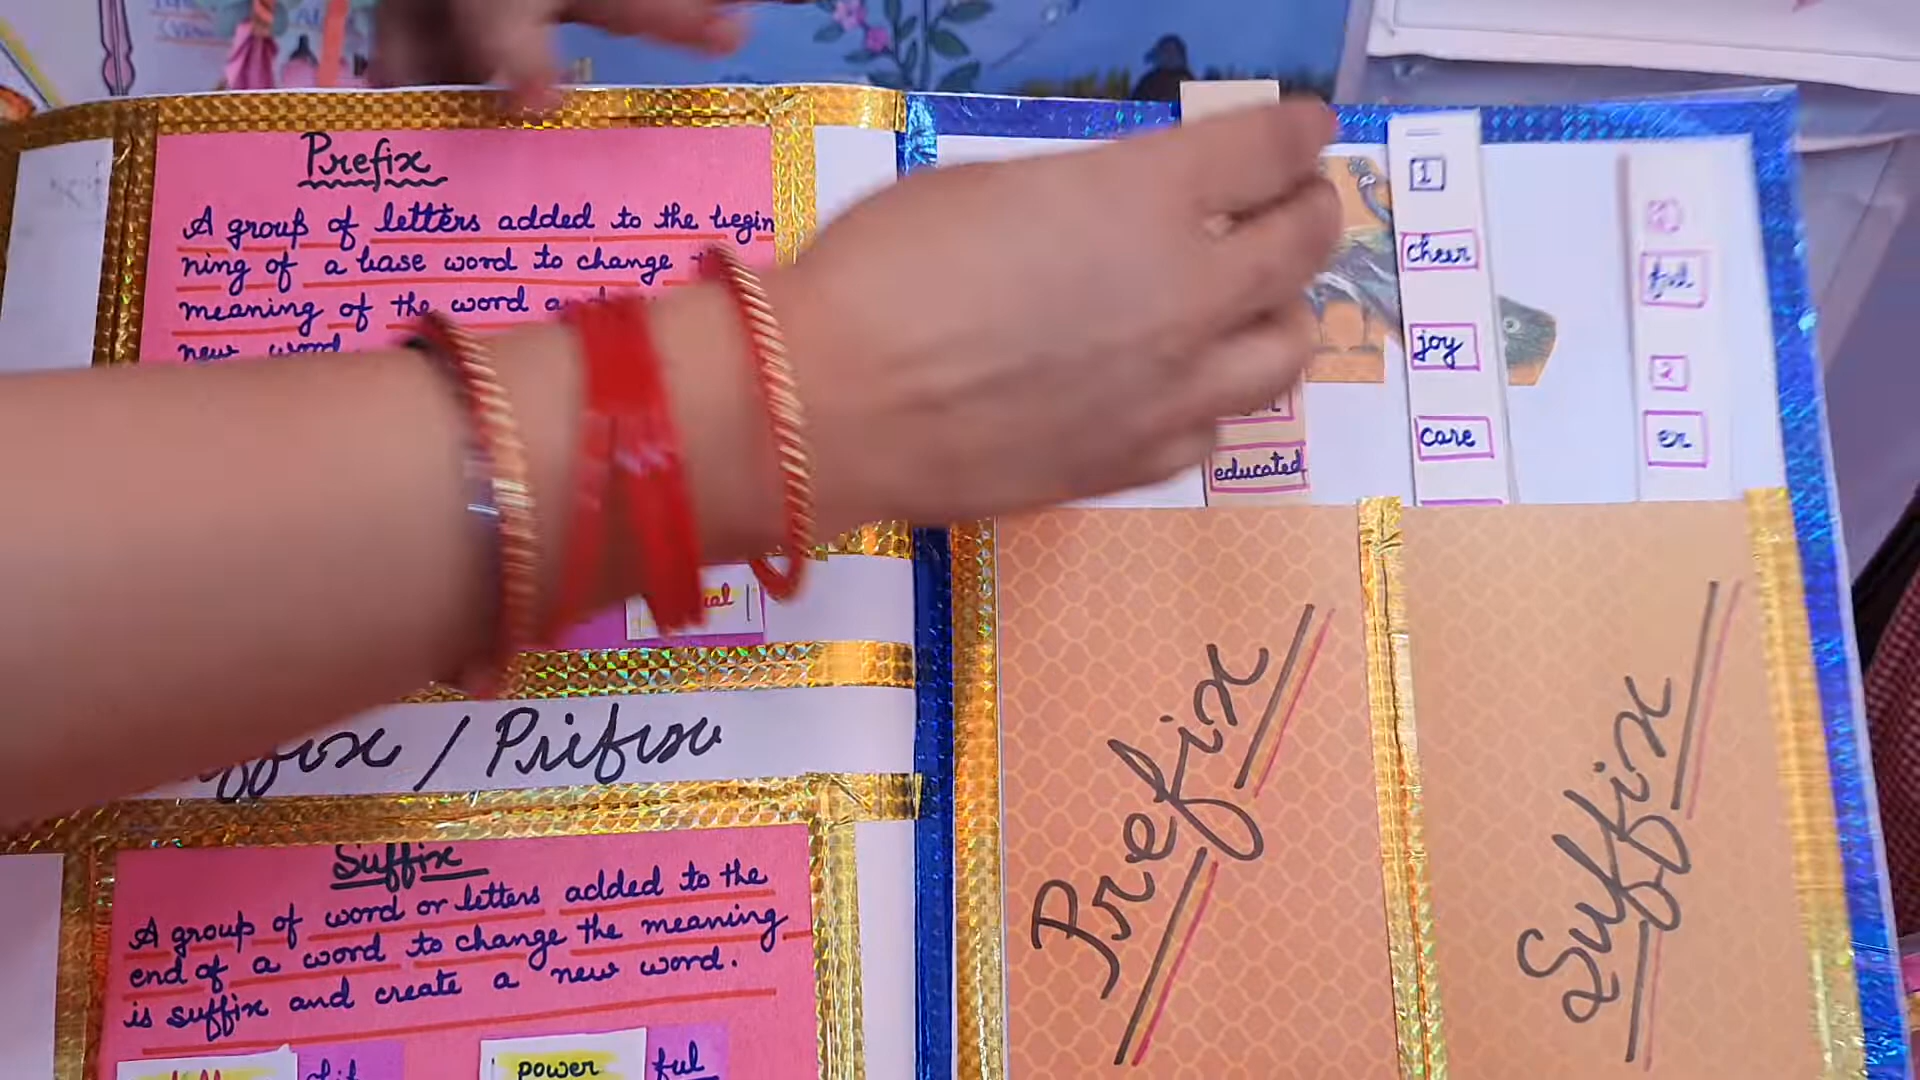 Prefix
A group of letters added to the begin
ning of a base word to change
meaning of the word
new word.
/ Prifix
Suffix
A group of word or letters added to the
end of a word to change the meaning
is suffix and create a new word.
power ful
1
cheer
joy
care
educated
ful
2
er
Prefix
Suffix